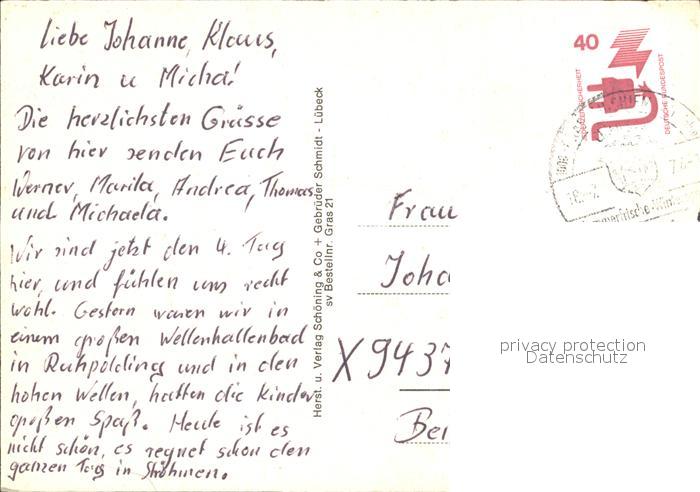 liebe Johanne, Klaus,
Karin u Micha!
Die herzlichsten Grüsse
von hier senden Euch
Werner, Marita, Andrea, Thomas
und Michaela.
Wir sind jetzt den 4. Tag
hier, und fühlen uns recht
wohl. Gestern waren wir in
einem großen Wellenhallenbad
in Ruhpolding und in den
hohen Wellen, hatten die Kinder
großen Spaß. Heute ist es
nicht schön, es regnet schon den
ganzen Tag in Strömen.
Herst. u. Verlag Schöning & Co + Gebrüder Schmidt - Lübeck
sv Bestellnr. Gras 21
40
JEDERZEIT SICHERHEIT
DEUTSCHE BUNDESPOST
Frau
Joha
X 9437
Bei
privacy protection
Datenschutz